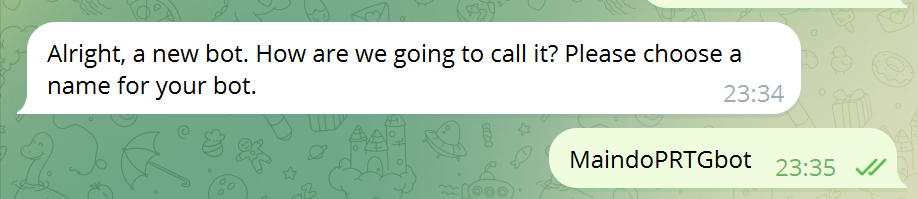 Alright, a new bot. How are we going to call it? Please choose a
name for your bot.
23:34
MaindoPRTGbot 23:35